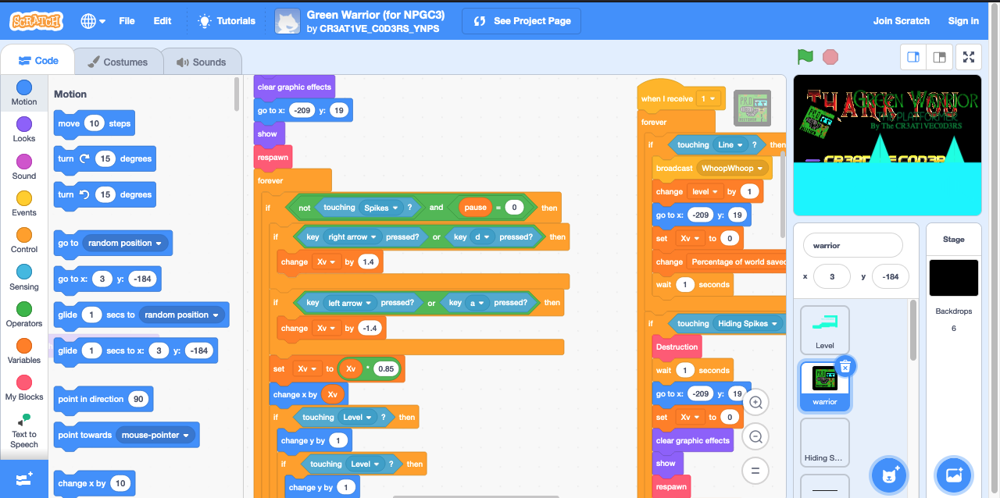 SCRATCH File Edit Tutorials Green Warrior (for NPGC3) See Project Page Join Scratch Sign in
by CR3AT1VE_C0D3RS_YNPS
Code Costumes Sounds
Motion
Looks
Sound
Events
Control
Sensing
Operators
Variables
My Blocks
Text to
Speech
Motion
move 10 steps
turn 15 degrees
turn 15 degrees
go to random position
go to x: 3 y: -184
glide 1 secs to random position
glide 1 secs to x: 3 y: -184
point in direction 90
point towards mouse-pointer
change x by 10
clear graphic effects
go to x: -209 y: 19
show
respawn
forever
if not touching Spikes ? and pause = 0 then
if key right arrow pressed? or key d pressed? then
change Xv by 1.4
if key left arrow pressed? or key a pressed? then
change Xv by -1.4
set Xv to Xv * 0.85
change x by Xv
if touching Level ? then
change y by 1
if touching Level ? then
change y by 1
when I receive 1
forever
if touching Line ? then
broadcast WhoopWhoop
change level by 1
go to x: -209 y: 19
set Xv to 0
change Percentage of world saved
wait 1 seconds
if touching Hiding Spikes
Destruction
wait 1 seconds
go to x: -209 y: 19
set Xv to 0
clear graphic effects
show
respawn
THANK YOU
GREEN WARRIOR
By The CR3AT1VEC0D3RS
warrior
x 3 y -184
Level
warrior
Hiding S...
Stage
Backdrops
6